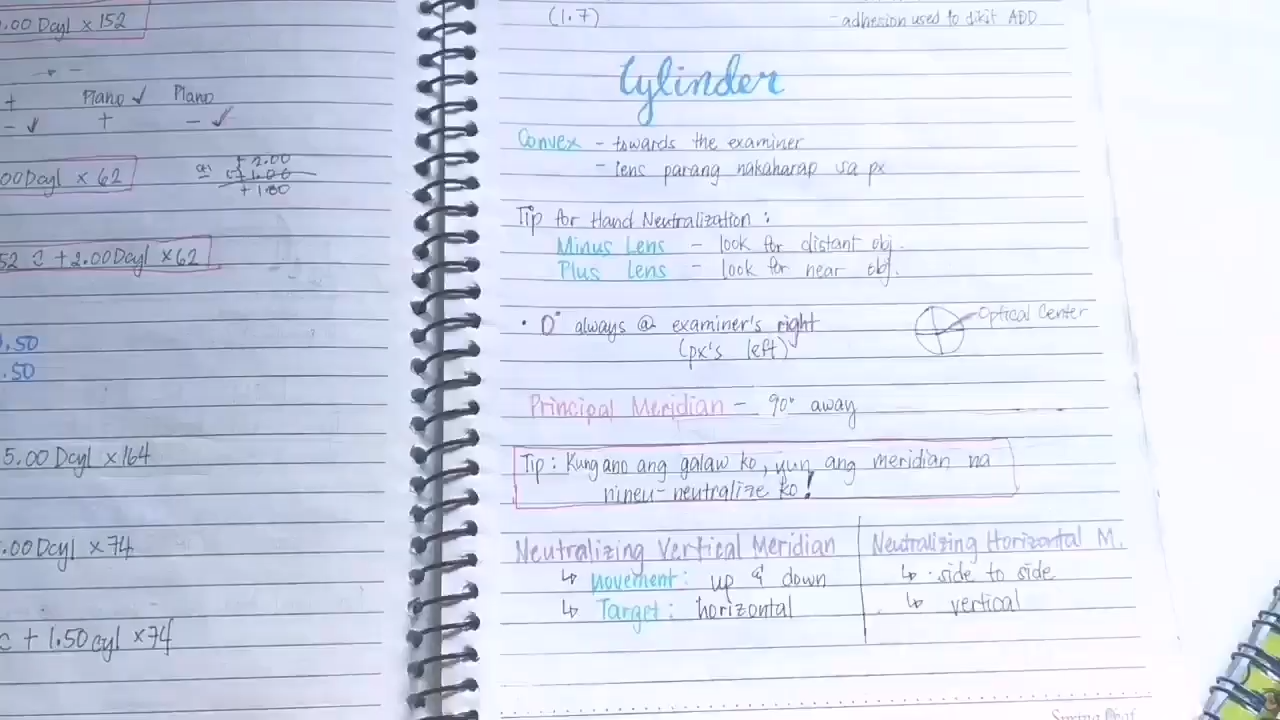 .00 Dcyl × 152
+ Plano ✓ Plano
- ✓ + - ✓
00 Dcyl × 62
+ 2.00
+ 1.00
52 C + 2.00 Dcyl × 62
.50
.50
5.00 Dcyl × 164
.00 Dcyl × 74
C + 1.50 cyl × 74
(1.7)
- adhesion used to dikit ADD
Cylinder
Convex - towards the examiner
- lens parang nakaharap sa px
Tip for Hand Neutralization :
Minus Lens - look for distant obj.
Plus Lens - look for near obj.
• 0° always @ examiner's right
(px's left)
Optical Center
Principal Meridian - 90° away
Tip : Kung ano ang galaw ko, yun ang meridian na
nineu-neutralize ko!
Neutralizing Vertical Meridian
↳ Movement : up & down
↳ Target : horizontal
Neutralizing Horizontal M.
↳ · side to side
↳ vertical